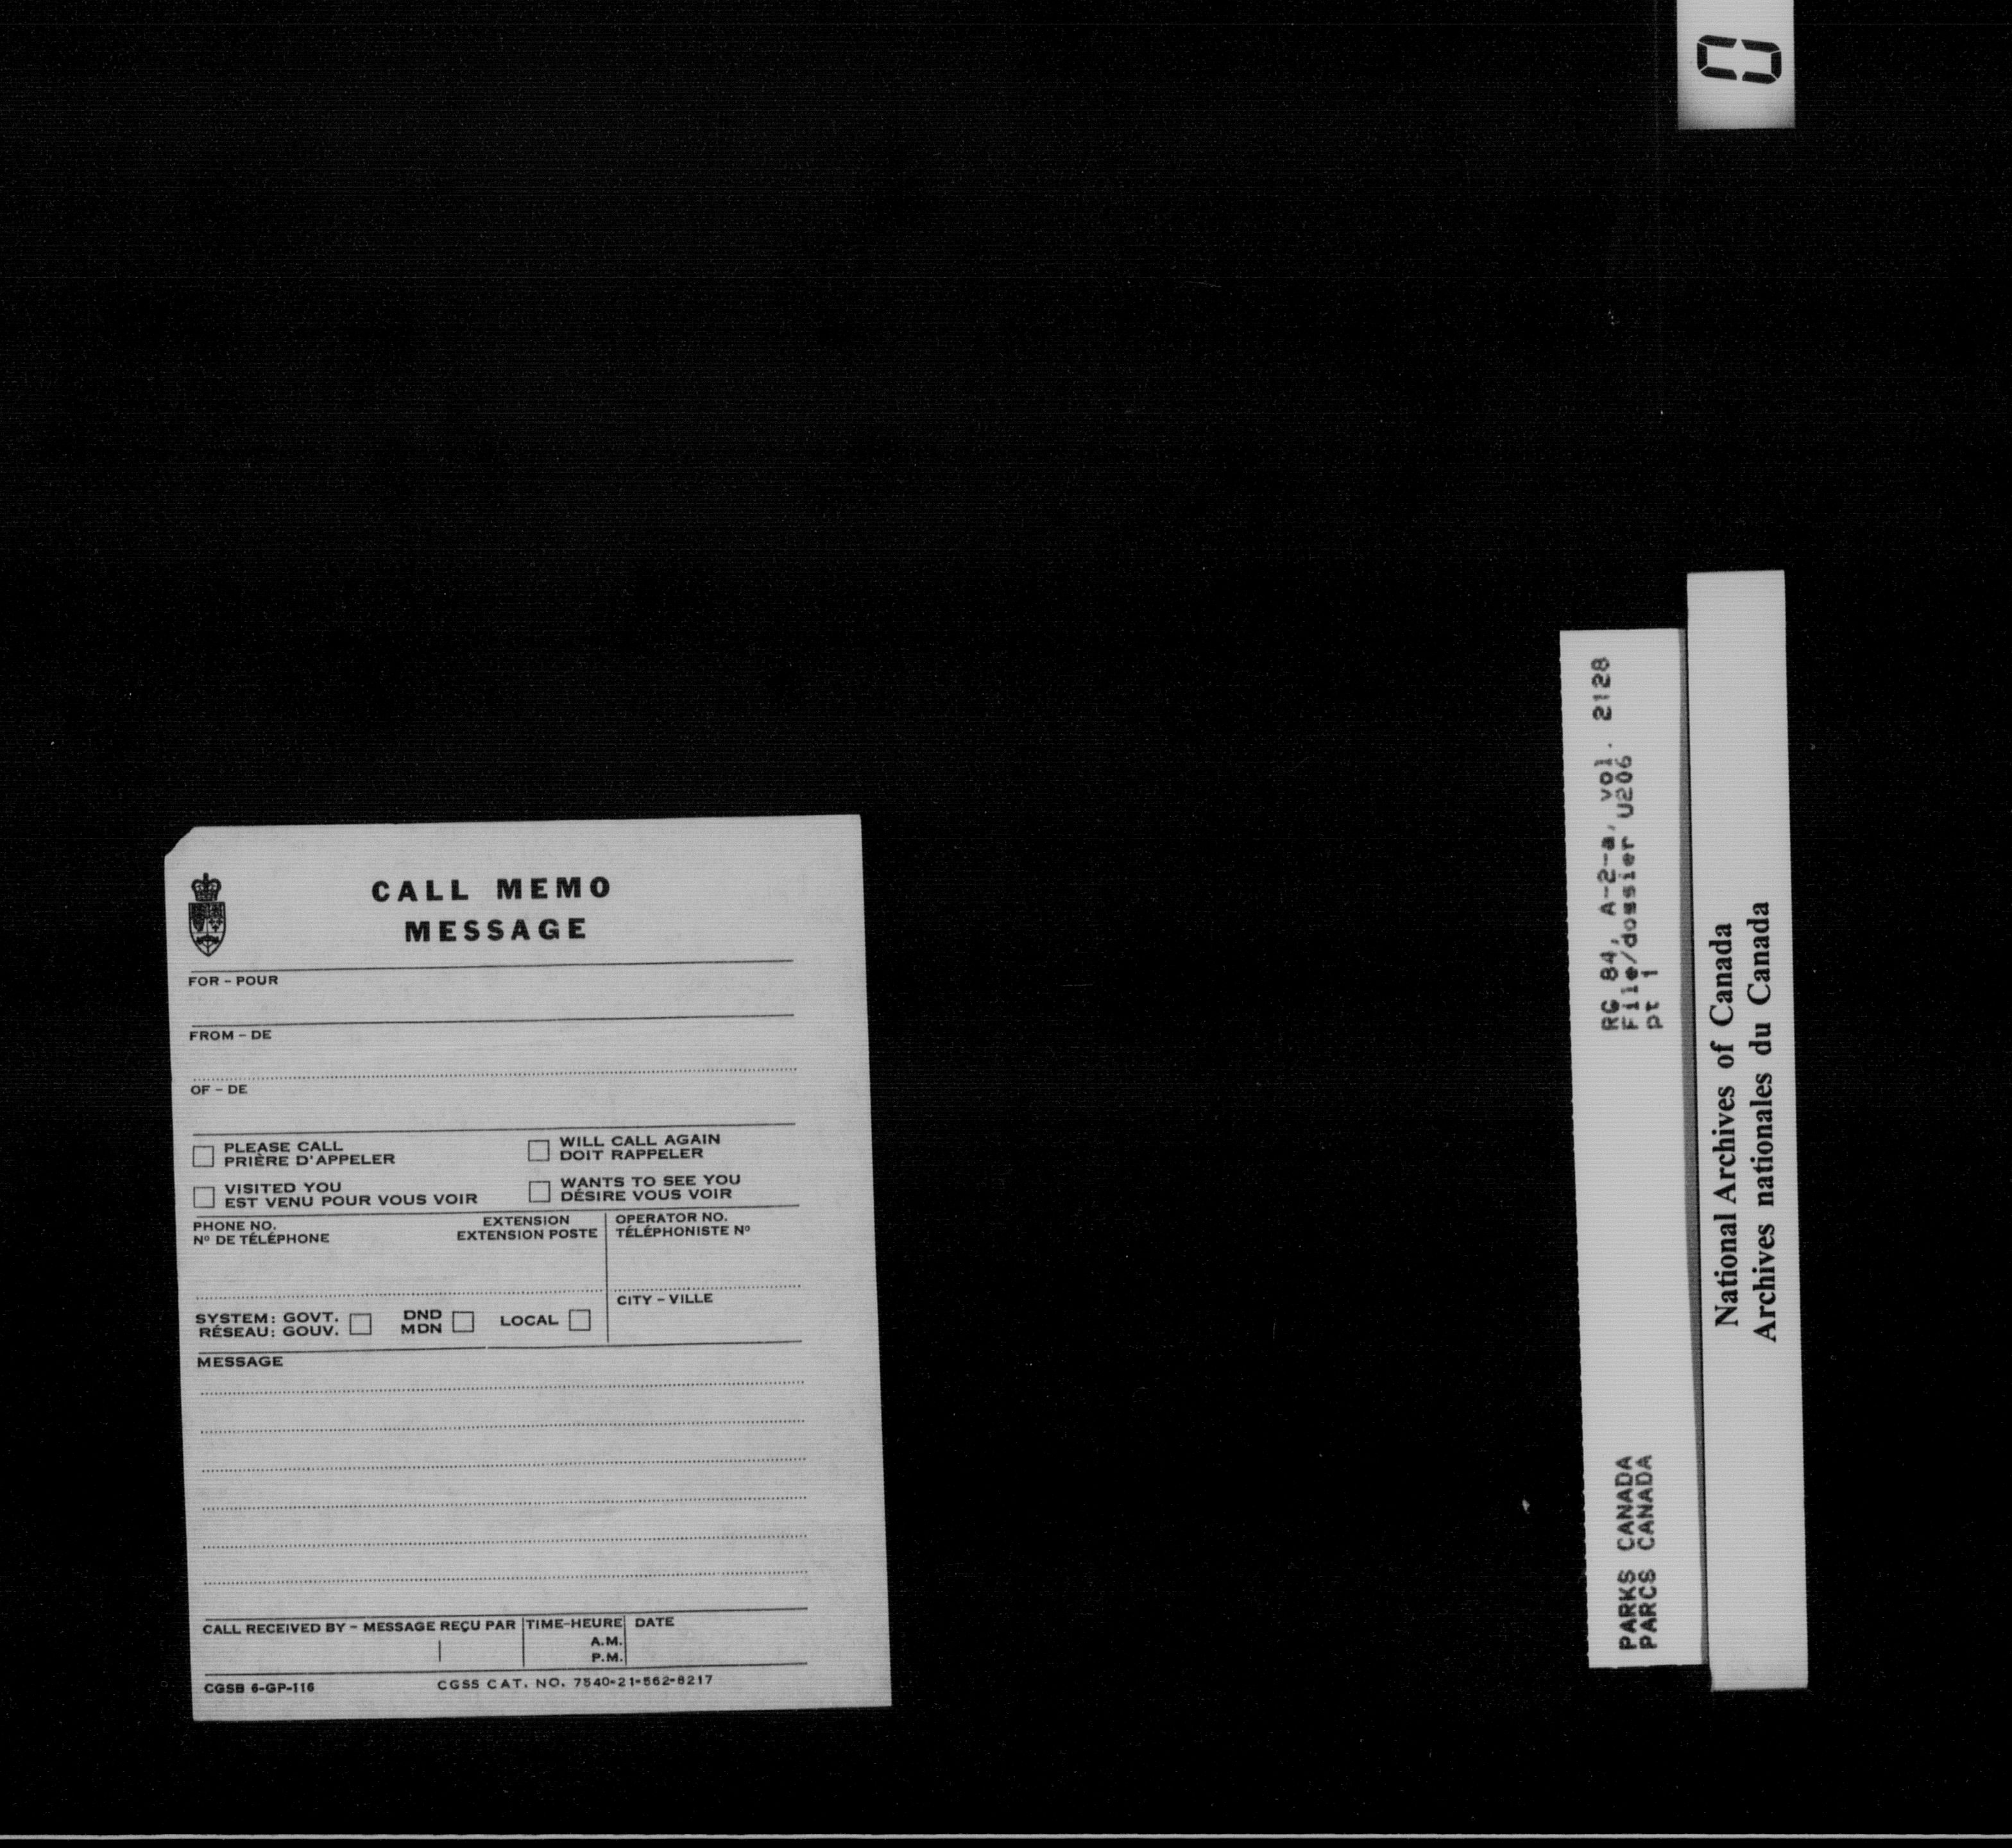 CALL MEMO
MESSAGE
FOR – POUR
FROM – DE
OF – DE
PLEASE CALL
PRIÈRE D'APPELER
WILL CALL AGAIN
DOIT RAPPELER
VISITED YOU
EST VENU POUR VOUS VOIR
WANTS TO SEE YOU
DÉSIRE VOUS VOIR
PHONE NO.
Nº DE TÉLÉPHONE
EXTENSION
EXTENSION POSTE
OPERATOR NO.
TÉLÉPHONISTE Nº
CITY – VILLE
SYSTEM: GOVT.
RÉSEAU: GOUV.
DND
MDN
LOCAL
MESSAGE
CALL RECEIVED BY – MESSAGE REÇU PAR
TIME–HEURE
A.M.
P.M.
DATE
CGSB 6-GP-116
CGSS CAT. NO. 7540-21-562-8217
PARKS CANADA
PARCS CANADA
RG 84, A-2-a, vol. 2128
File/dossier U206
pt 1
National Archives of Canada
Archives nationales du Canada
0